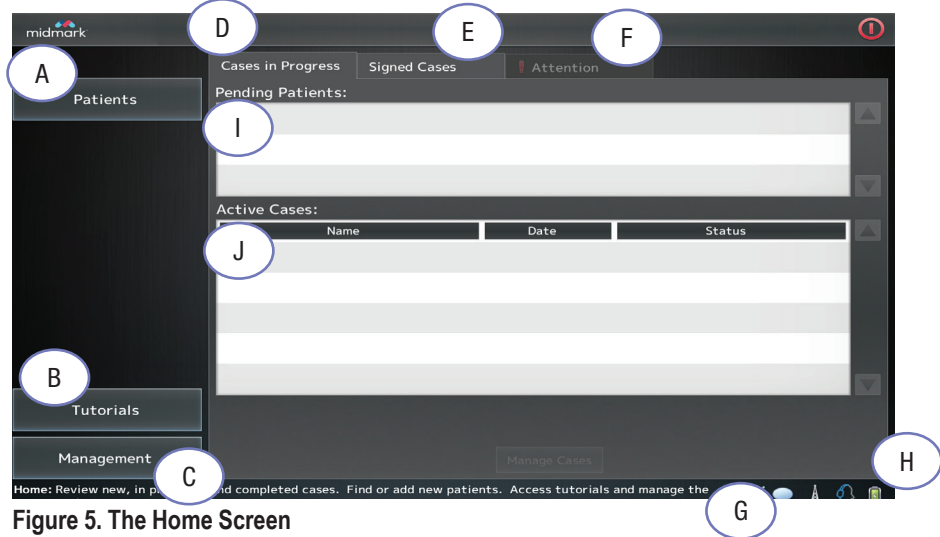 midmark
D
E
F
A
Cases in Progress
Signed Cases
! Attention
Patients
Pending Patients:
I
Active Cases:
Name
Date
Status
J
B
Tutorials
Management
Manage Cases
C
H
Home: Review new, in p nd completed cases. Find or add new patients. Access tutorials and manage the
G
Figure 5. The Home Screen